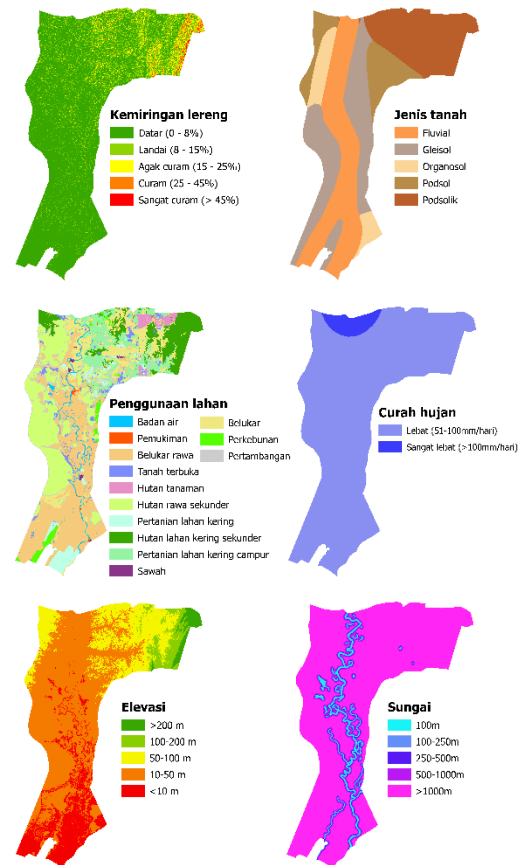 Kemiringan lereng
Datar (0 - 8%)
Landai (8 - 15%)
Agak curam (15 - 25%)
Curam (25 - 45%)
Sangat curam (> 45%)
Jenis tanah
Fluvial
Gleisol
Organosol
Podsol
Podsolik
Penggunaan lahan
Badan air
Pemukiman
Belukar rawa
Tanah terbuka
Hutan tanaman
Hutan rawa sekunder
Pertanian lahan kering
Hutan lahan kering sekunder
Pertanian lahan kering campur
Sawah
Belukar
Perkebunan
Pertambangan
Curah hujan
Lebat (51-100mm/hari)
Sangat lebat (>100mm/hari)
Elevasi
>200 m
100-200 m
50-100 m
10-50 m
<10 m
Sungai
100m
100-250m
250-500m
500-1000m
>1000m